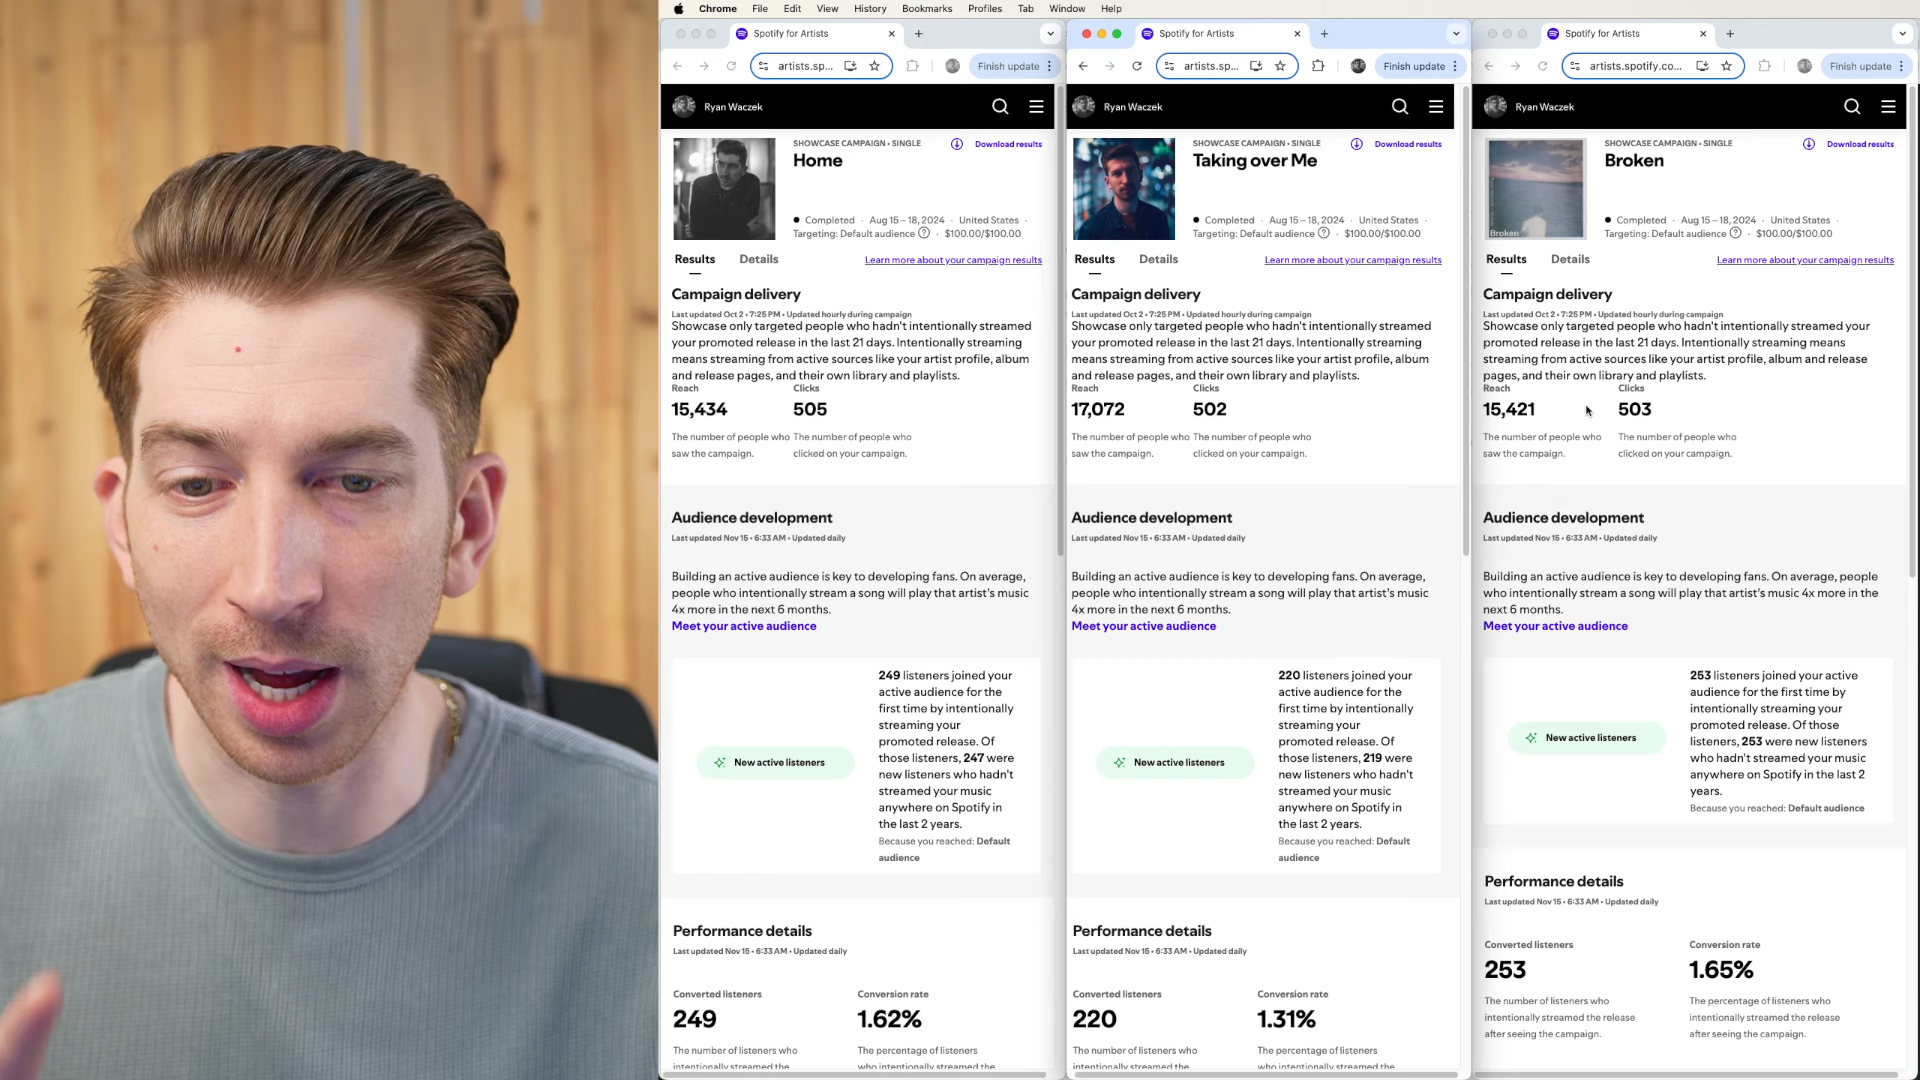 Chrome File Edit View History Bookmarks Profiles Tab Window Help
Spotify for Artists
artists.sp...
Finish update
Ryan Waczek
SHOWCASE CAMPAIGN • SINGLE
Download results
Home
Completed · Aug 15 – 18, 2024 · United States ·
Targeting: Default audience ? · $100.00/$100.00
Results Details
Learn more about your campaign results
Campaign delivery
Last updated Oct 2 • 7:25 PM • Updated hourly during campaign
Showcase only targeted people who hadn't intentionally streamed
your promoted release in the last 21 days. Intentionally streaming
means streaming from active sources like your artist profile, album
and release pages, and their own library and playlists.
Reach Clicks
15,434 505
The number of people who The number of people who
saw the campaign. clicked on your campaign.
Audience development
Last updated Nov 15 • 6:33 AM • Updated daily
Building an active audience is key to developing fans. On average,
people who intentionally stream a song will play that artist's music
4x more in the next 6 months.
Meet your active audience
New active listeners
249 listeners joined your
active audience for the
first time by intentionally
streaming your
promoted release. Of
those listeners, 247 were
new listeners who hadn't
streamed your music
anywhere on Spotify in
the last 2 years.
Because you reached: Default
audience
Performance details
Last updated Nov 15 • 6:33 AM • Updated daily
Converted listeners Conversion rate
249 1.62%
The number of listeners who The percentage of listeners
intentionally streamed the who intentionally streamed
Spotify for Artists
artists.sp...
Finish update
Ryan Waczek
SHOWCASE CAMPAIGN • SINGLE
Download results
Taking over Me
Completed · Aug 15 – 18, 2024 · United States ·
Targeting: Default audience ? · $100.00/$100.00
Results Details
Learn more about your campaign results
Campaign delivery
Last updated Oct 2 • 7:25 PM • Updated hourly during campaign
Showcase only targeted people who hadn't intentionally streamed
your promoted release in the last 21 days. Intentionally streaming
means streaming from active sources like your artist profile, album
and release pages, and their own library and playlists.
Reach Clicks
17,072 502
The number of people who The number of people who
saw the campaign. clicked on your campaign.
Audience development
Last updated Nov 15 • 6:33 AM • Updated daily
Building an active audience is key to developing fans. On average,
people who intentionally stream a song will play that artist's music
4x more in the next 6 months.
Meet your active audience
New active listeners
220 listeners joined your
active audience for the
first time by intentionally
streaming your
promoted release. Of
those listeners, 219 were
new listeners who hadn't
streamed your music
anywhere on Spotify in
the last 2 years.
Because you reached: Default
audience
Performance details
Last updated Nov 15 • 6:33 AM • Updated daily
Converted listeners Conversion rate
220 1.31%
The number of listeners who The percentage of listeners
intentionally streamed the who intentionally streamed
Spotify for Artists
artists.spotify.co...
Finish update
Ryan Waczek
SHOWCASE CAMPAIGN • SINGLE
Download results
Broken
Broken
Completed · Aug 15 – 18, 2024 · United States ·
Targeting: Default audience ? · $100.00/$100.00
Results Details
Learn more about your campaign results
Campaign delivery
Last updated Oct 2 • 7:25 PM • Updated hourly during campaign
Showcase only targeted people who hadn't intentionally streamed your
promoted release in the last 21 days. Intentionally streaming means
streaming from active sources like your artist profile, album and release
pages, and their own library and playlists.
Reach Clicks
15,421 503
The number of people who The number of people who
saw the campaign. clicked on your campaign.
Audience development
Last updated Nov 15 • 6:33 AM • Updated daily
Building an active audience is key to developing fans. On average, people
who intentionally stream a song will play that artist's music 4x more in the
next 6 months.
Meet your active audience
New active listeners
253 listeners joined your active
audience for the first time by
intentionally streaming your
promoted release. Of those
listeners, 253 were new listeners
who hadn't streamed your music
anywhere on Spotify in the last 2
years.
Because you reached: Default audience
Performance details
Last updated Nov 15 • 6:33 AM • Updated daily
Converted listeners Conversion rate
253 1.65%
The number of listeners who The percentage of listeners who
intentionally streamed the release intentionally streamed the release
after seeing the campaign. after seeing the campaign.